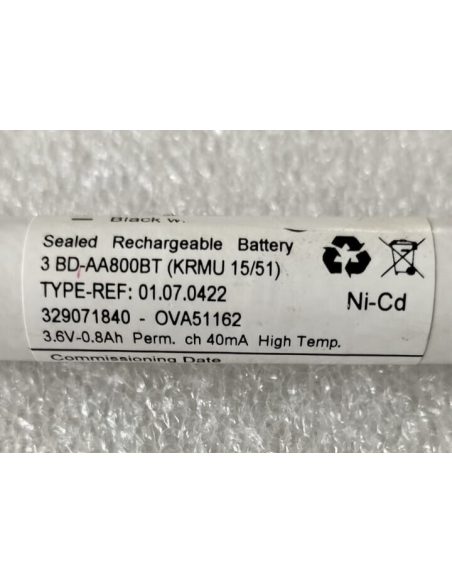 Black w.
Sealed Rechargeable Battery
3 BD-AA800BT (KRMU 15/51)
TYPE-REF: 01.07.0422
Ni-Cd
329071840 - OVA51162
3.6V-0.8Ah Perm. ch 40mA High Temp.
Commissioning Date